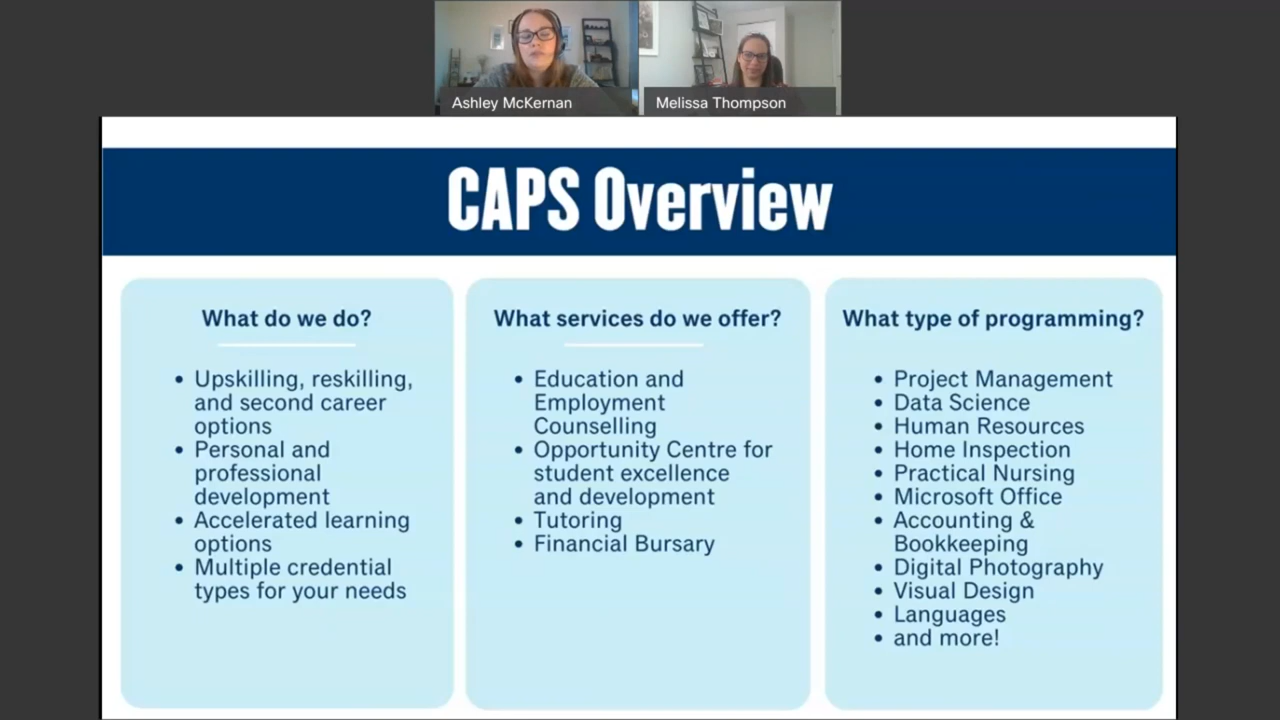 Ashley McKernan
Melissa Thompson
CAPS Overview
What do we do?
• Upskilling, reskilling,
and second career
options
• Personal and
professional
development
• Accelerated learning
options
• Multiple credential
types for your needs
What services do we offer?
• Education and
Employment
Counselling
• Opportunity Centre for
student excellence
and development
• Tutoring
• Financial Bursary
What type of programming?
• Project Management
• Data Science
• Human Resources
• Home Inspection
• Practical Nursing
• Microsoft Office
• Accounting &
Bookkeeping
• Digital Photography
• Visual Design
• Languages
• and more!